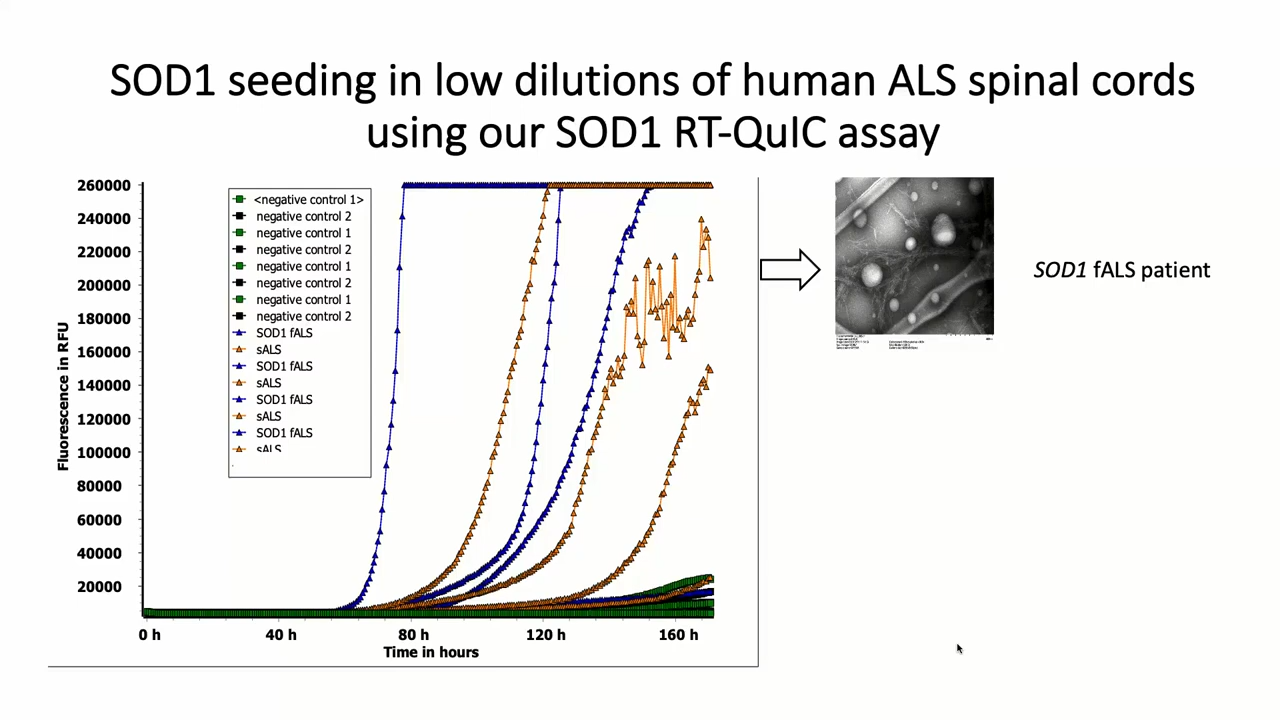 SOD1 seeding in low dilutions of human ALS spinal cords
using our SOD1 RT-QuIC assay
260000
240000
220000
200000
180000
160000
140000
120000
100000
80000
60000
40000
20000
Fluorescence in RFU
<negative control 1>
negative control 2
negative control 1
negative control 2
negative control 1
negative control 2
negative control 1
negative control 2
SOD1 fALS
sALS
SOD1 fALS
sALS
SOD1 fALS
sALS
SOD1 fALS
sALS
0 h
40 h
80 h
120 h
160 h
Time in hours
SOD1 fALS patient